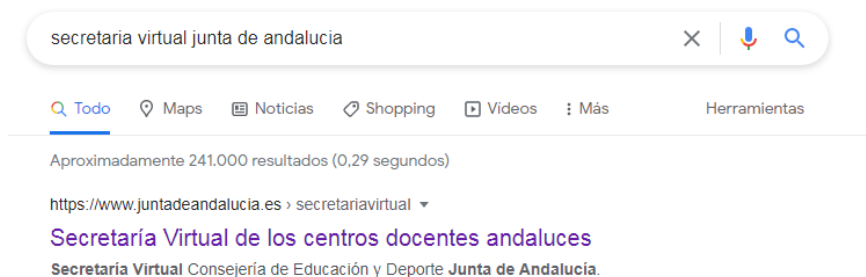 secretaria virtual junta de andalucia
Todo Maps Noticias Shopping Vídeos Más Herramientas
Aproximadamente 241.000 resultados (0,29 segundos)
https://www.juntadeandalucia.es › secretariavirtual
Secretaría Virtual de los centros docentes andaluces
Secretaría Virtual Consejería de Educación y Deporte Junta de Andalucía.